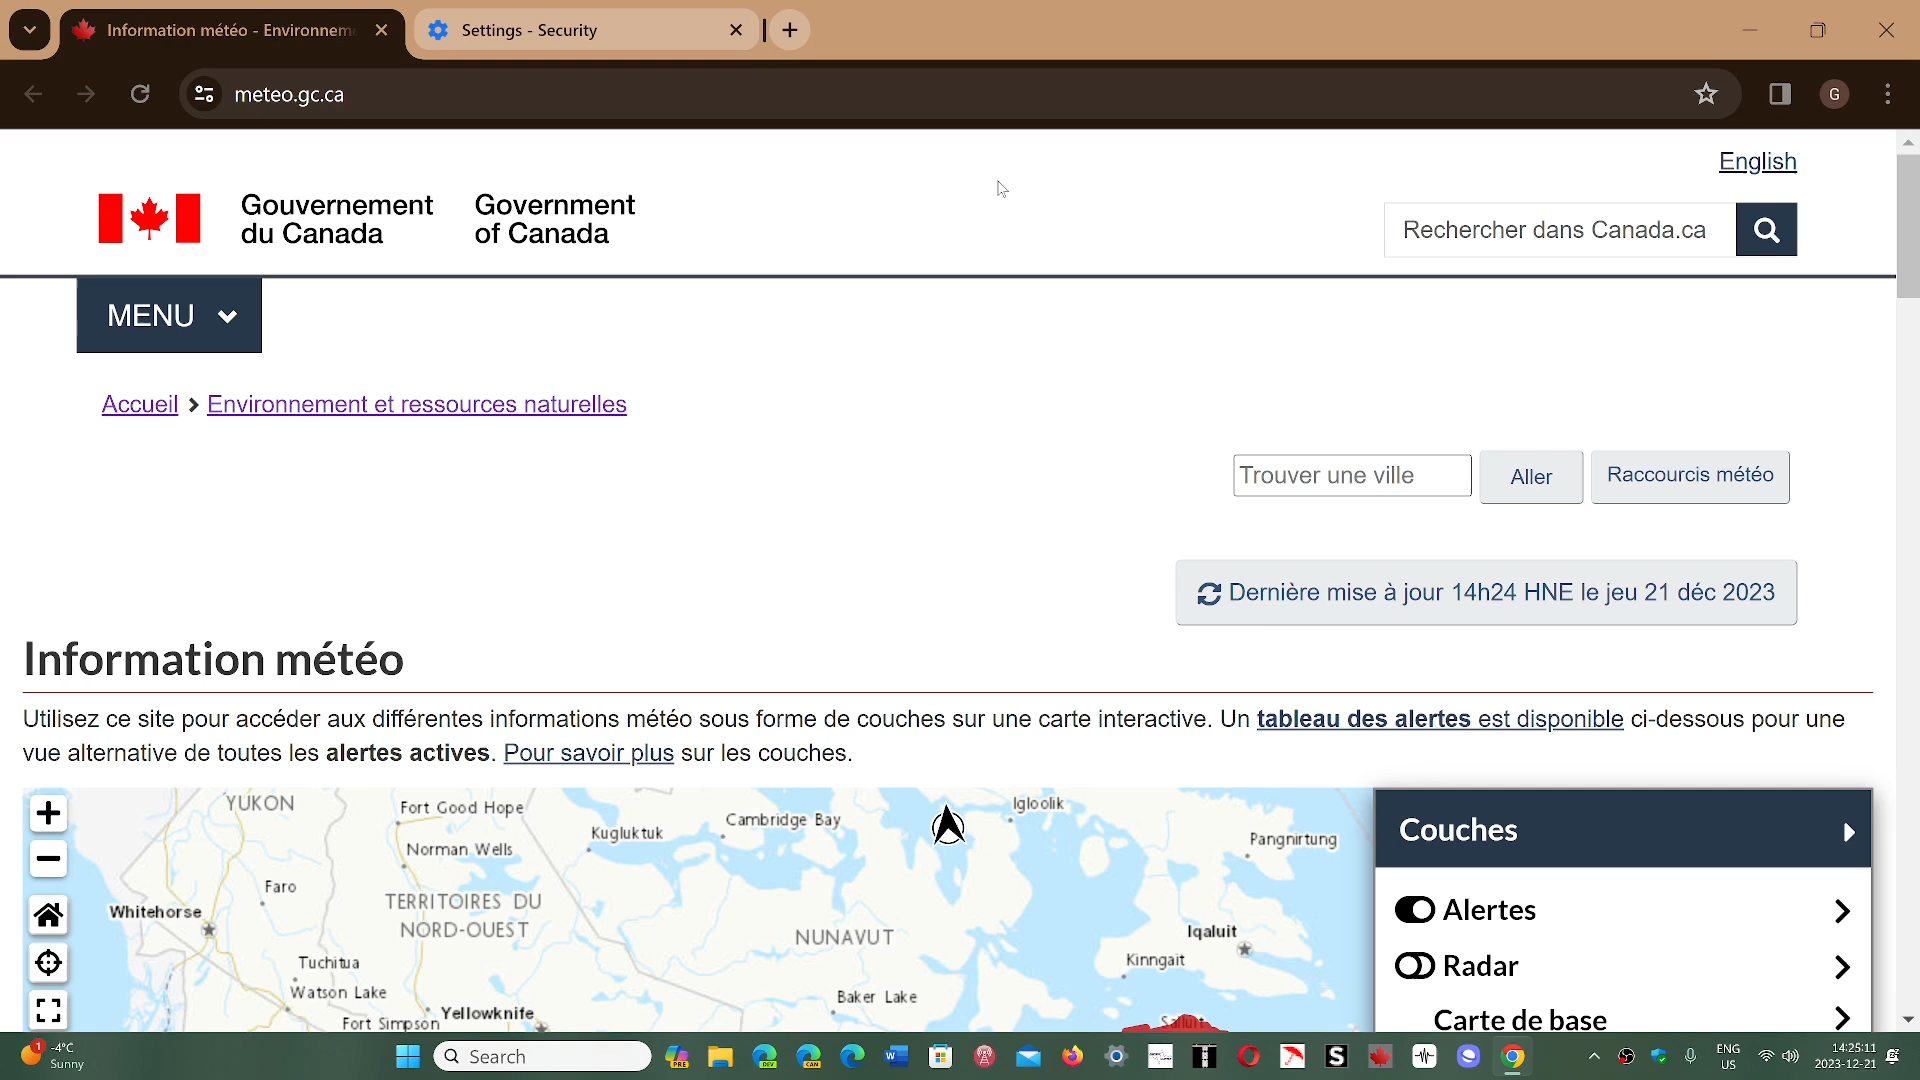 Information météo - Environnem
Settings - Security
meteo.gc.ca
G
English
Gouvernement
du Canada
Government
of Canada
Rechercher dans Canada.ca
MENU
Accueil
Environnement et ressources naturelles
Trouver une ville
Aller
Raccourcis météo
Dernière mise à jour 14h24 HNE le jeu 21 déc 2023
Information météo
Utilisez ce site pour accéder aux différentes informations météo sous forme de couches sur une carte interactive. Un tableau des alertes est disponible ci-dessous pour une
vue alternative de toutes les alertes actives. Pour savoir plus sur les couches.
YUKON
Fort Good Hope
Kugluktuk
Cambridge Bay
Igloolik
Pangnirtung
Norman Wells
Faro
TERRITOIRES DU
NORD-OUEST
Whitehorse
NUNAVUT
Iqaluit
Kinngait
Tuchitua
Watson Lake
Baker Lake
Yellowknife
Fort Simpson
Salluit
Couches
Alertes
Radar
Carte de base
1
-4°C
Sunny
Search
PRE
DEV
CAN
W
S
ENG
US
14:25:11
2023-12-21